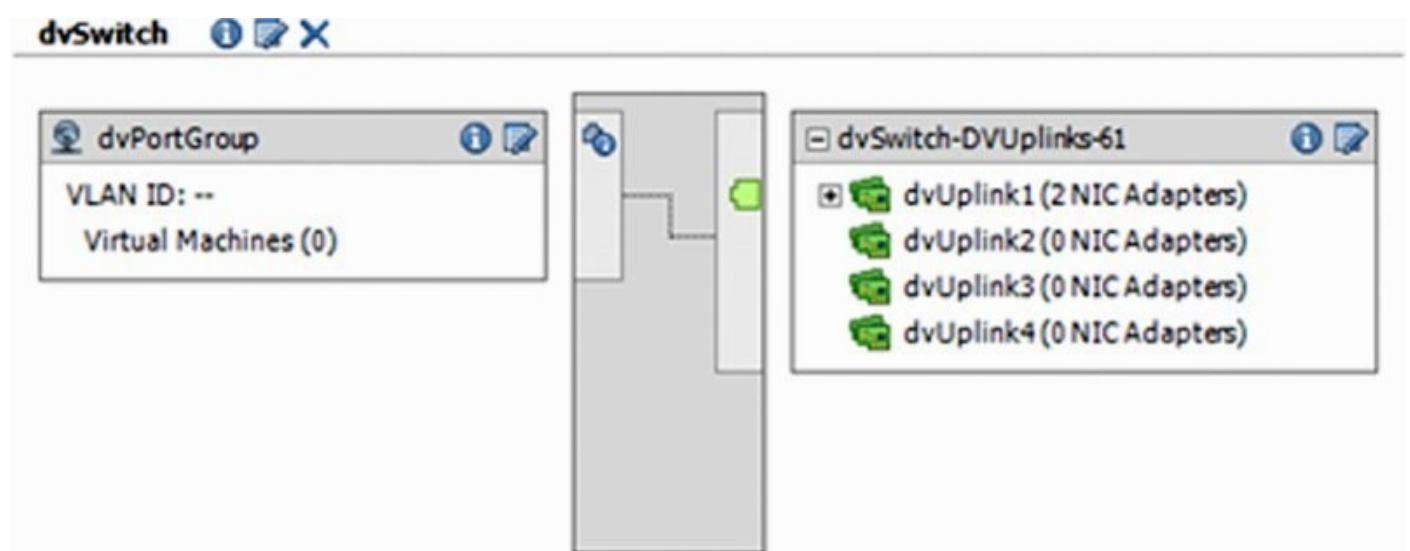 dvSwitch
dvPortGroup
VLAN ID: --
Virtual Machines (0)
dvSwitch-DVUplinks-61
dvUplink1 (2 NIC Adapters)
dvUplink2 (0 NIC Adapters)
dvUplink3 (0 NIC Adapters)
dvUplink4 (0 NIC Adapters)